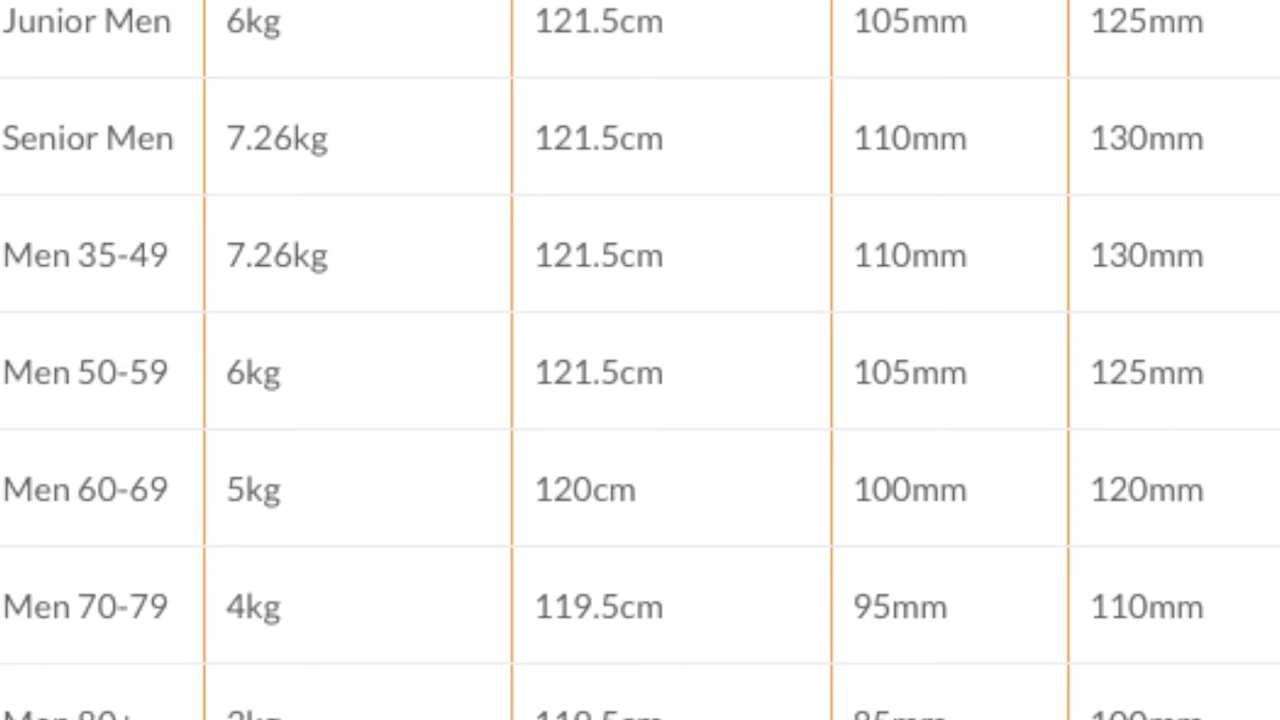 Junior Men 6kg 121.5cm 105mm 125mm
Senior Men 7.26kg 121.5cm 110mm 130mm
Men 35-49 7.26kg 121.5cm 110mm 130mm
Men 50-59 6kg 121.5cm 105mm 125mm
Men 60-69 5kg 120cm 100mm 120mm
Men 70-79 4kg 119.5cm 95mm 110mm